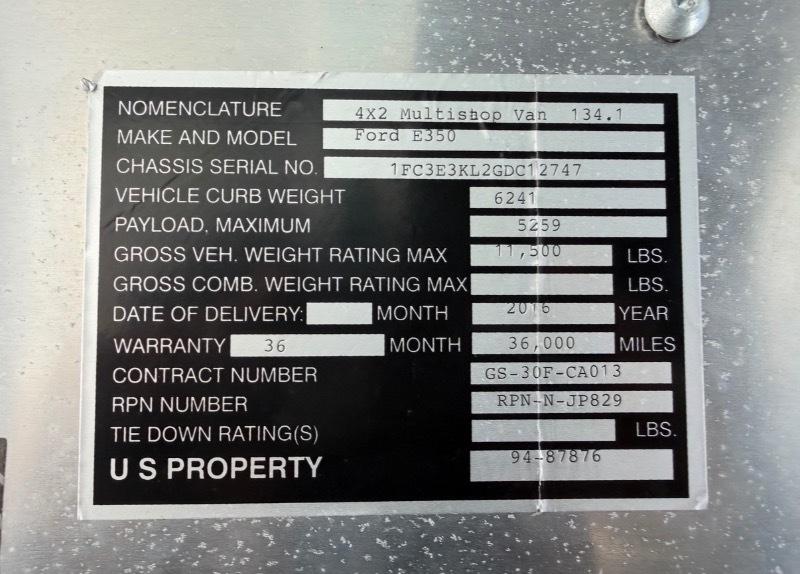 NOMENCLATURE 4X2 Multistop Van 134.1
MAKE AND MODEL Ford E350
CHASSIS SERIAL NO. 1FC3E3KL2GDC12747
VEHICLE CURB WEIGHT 6241
PAYLOAD, MAXIMUM 5259
GROSS VEH. WEIGHT RATING MAX 11,500 LBS.
GROSS COMB. WEIGHT RATING MAX LBS.
DATE OF DELIVERY: MONTH 2016 YEAR
WARRANTY 36 MONTH 36,000 MILES
CONTRACT NUMBER GS-30F-CA013
RPN NUMBER RPN-N-JP829
TIE DOWN RATING(S) LBS.
U S PROPERTY 94-87876